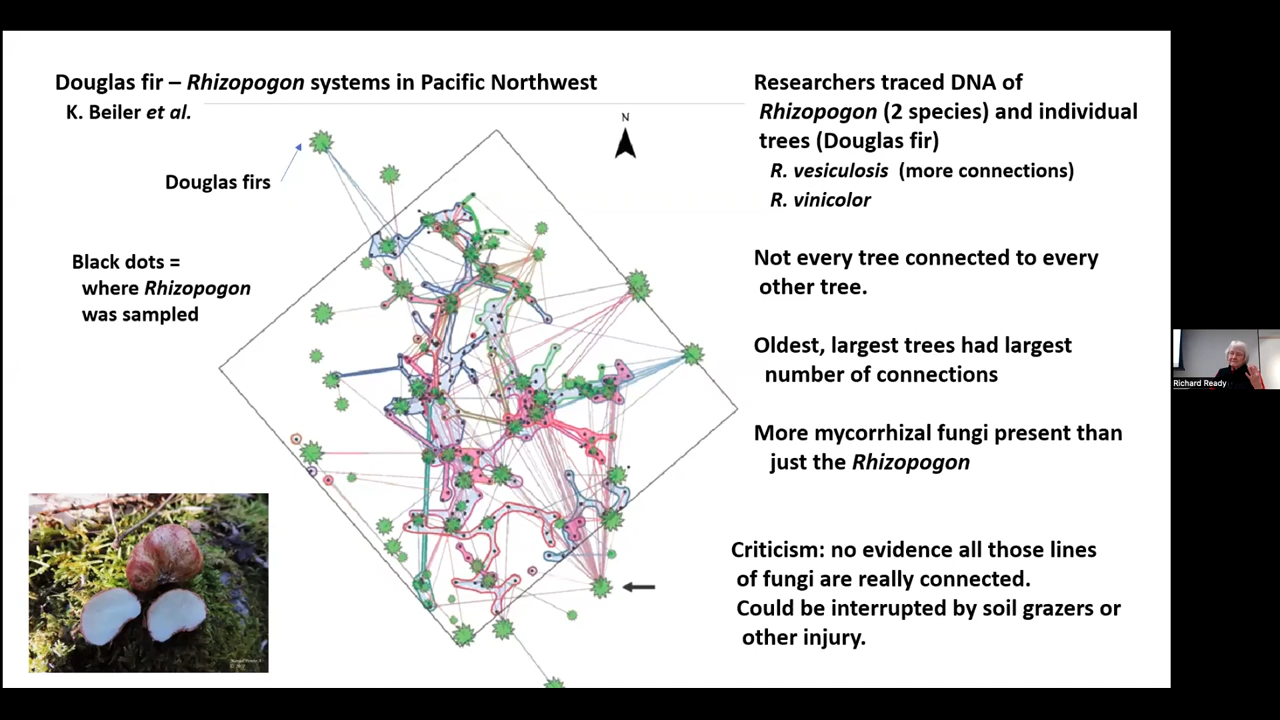 Douglas fir – Rhizopogon systems in Pacific Northwest
K. Beiler et al.
N
Douglas firs
Black dots =
where Rhizopogon
was sampled
Researchers traced DNA of
Rhizopogon (2 species) and individual
trees (Douglas fir)
R. vesiculosis (more connections)
R. vinicolor
Not every tree connected to every
other tree.
Oldest, largest trees had largest
number of connections
More mycorrhizal fungi present than
just the Rhizopogon
Criticism: no evidence all those lines
of fungi are really connected.
Could be interrupted by soil grazers or
other injury.
Richard Ready